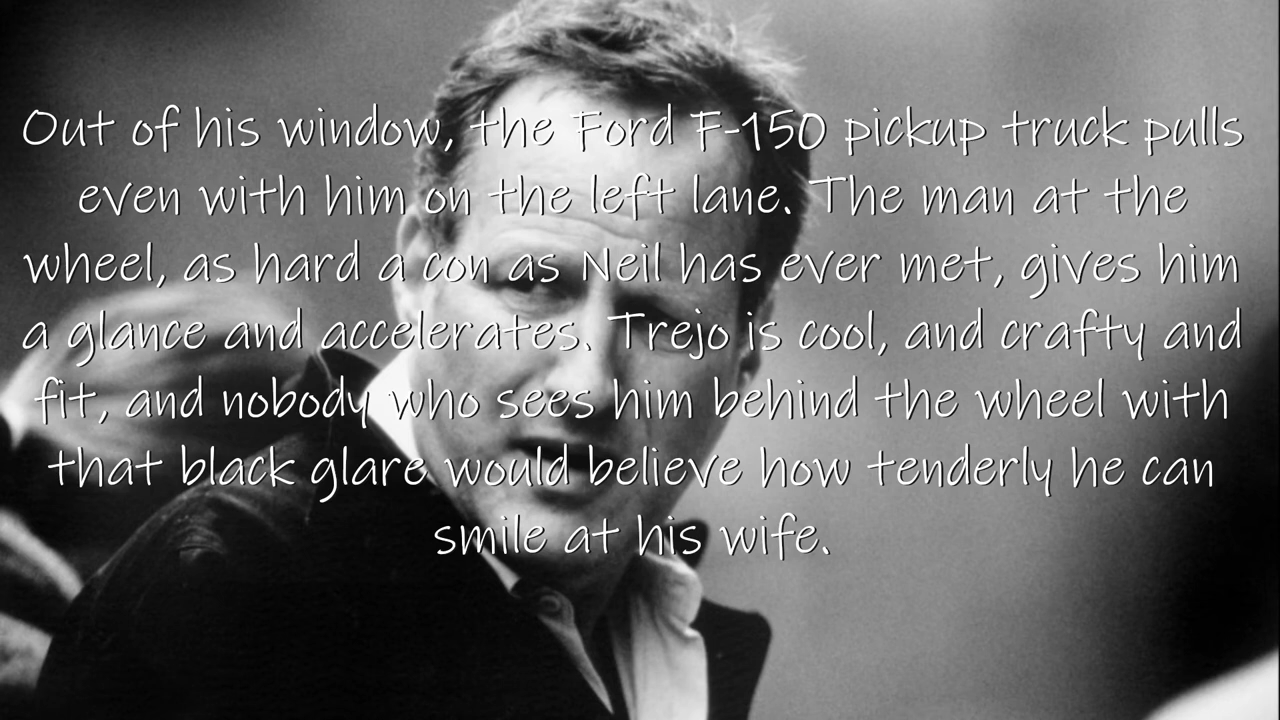 Out of his window, the Ford F-150 pickup truck pulls
even with him on the left lane. The man at the
wheel, as hard a con as Neil has ever met, gives him
a glance and accelerates. Trejo is cool, and crafty and
fit, and nobody who sees him behind the wheel with
that black glare would believe how tenderly he can
smile at his wife.